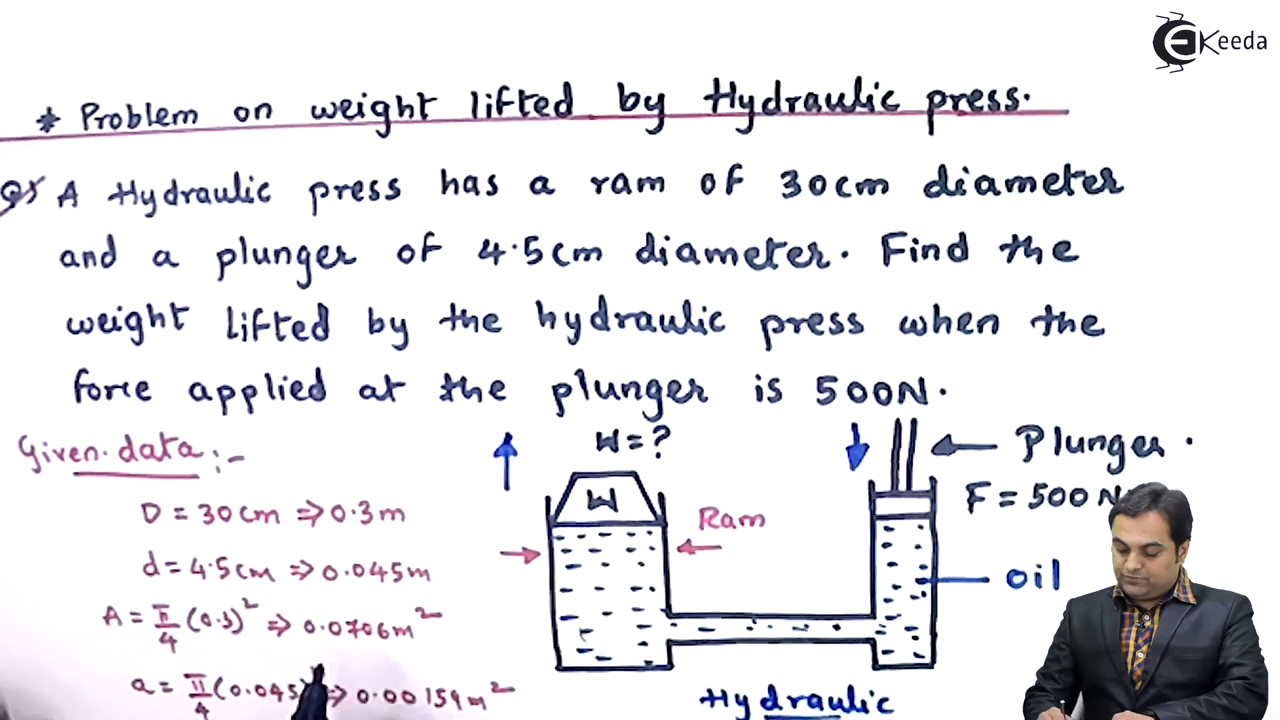 EKeeda
* Problem on weight lifted by Hydraulic press.
Q> A Hydraulic press has a ram of 30cm diameter
and a plunger of 4.5cm diameter. Find the
weight lifted by the hydraulic press when the
force applied at the plunger is 500N.
Given data :-
D = 30cm ⇒ 0.3m
d = 4.5cm ⇒ 0.045m
A = π/4 (0.3)² ⇒ 0.0706m²
a = π/4 (0.045) ⇒ 0.00159m²
W = ?
W
Ram
Plunger.
F = 500N
oil
Hydraulic